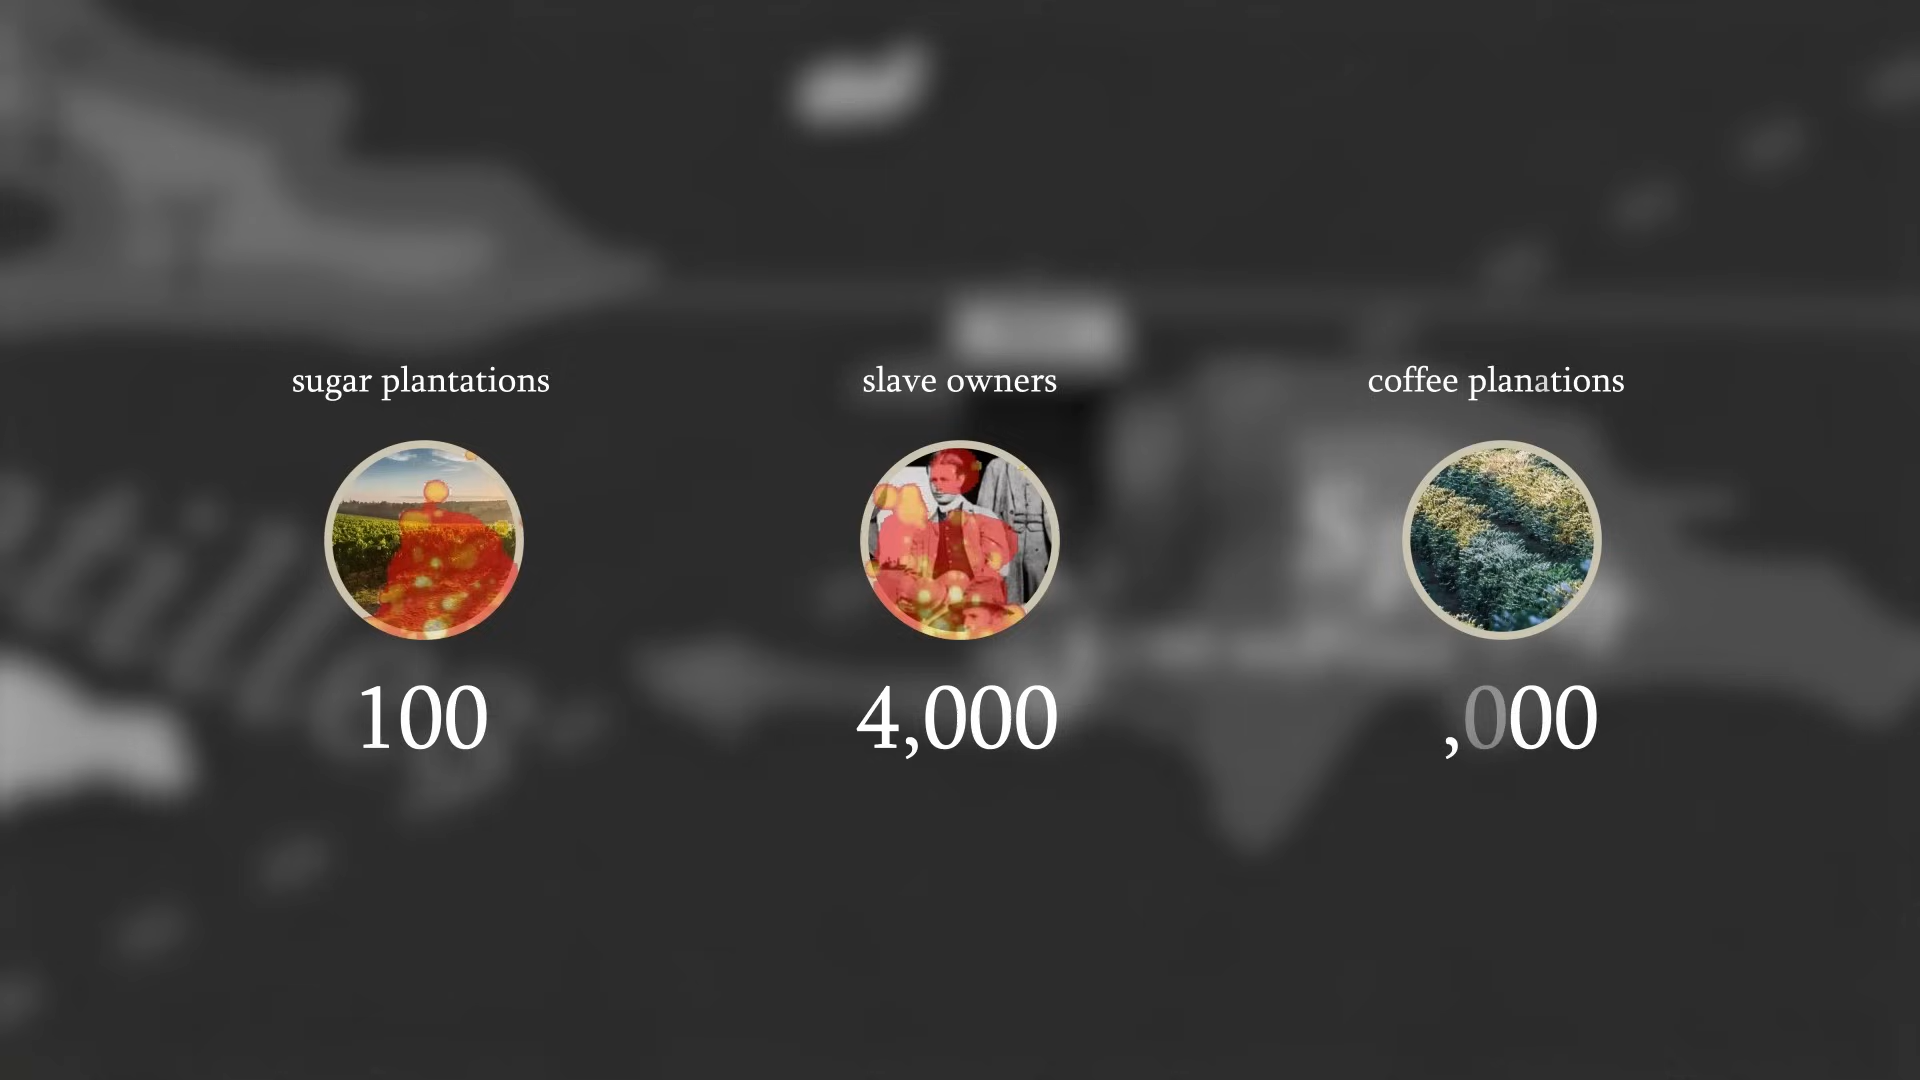 sugar plantations
slave owners
coffee planations
100
4,000
,000